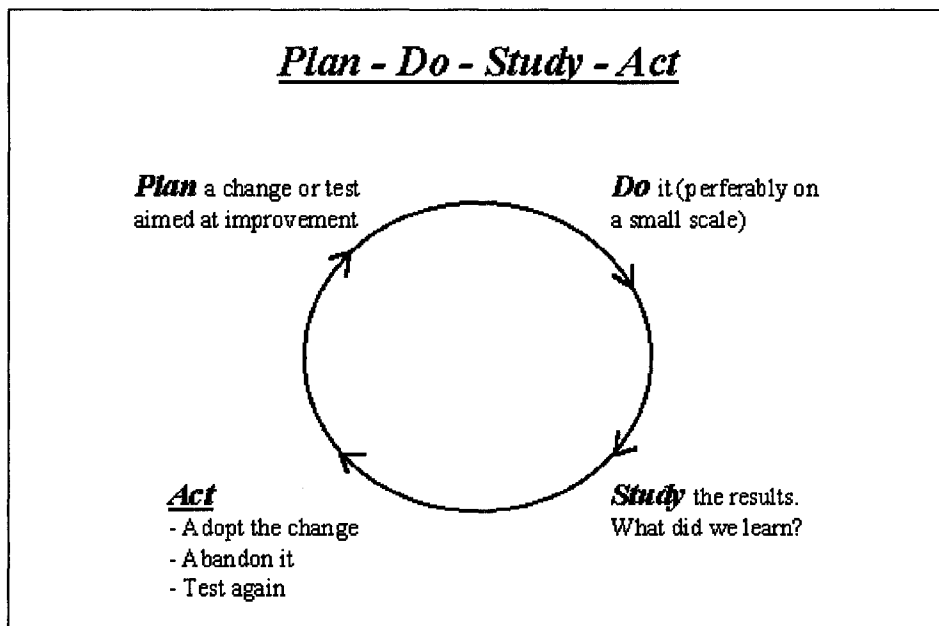 Plan - Do - Study - Act
Plan a change or test
aimed at improvement
Do it (perferably on
a small scale)
Study the results.
What did we learn?
Act
- Adopt the change
- Abandon it
- Test again